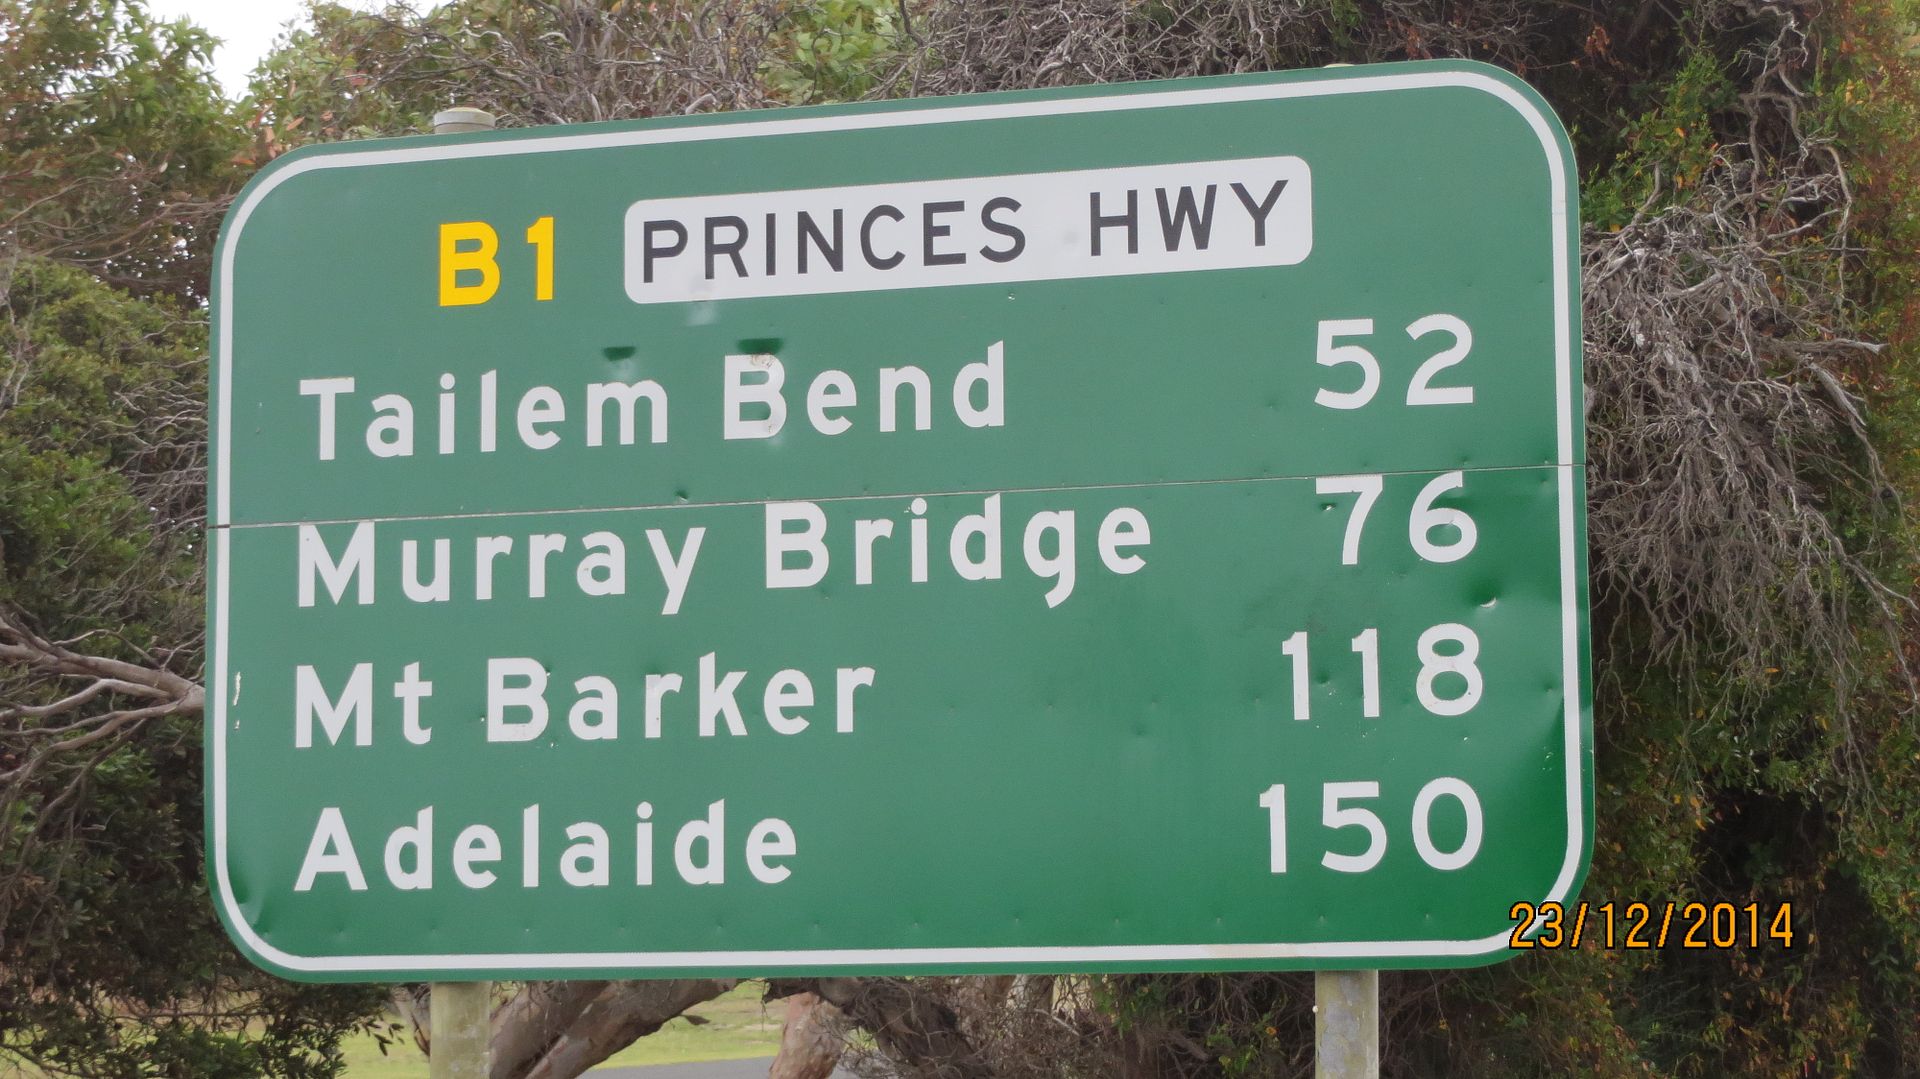 B1 PRINCES HWY
Tailem Bend 52
Murray Bridge 76
Mt Barker 118
Adelaide 150
23/12/2014